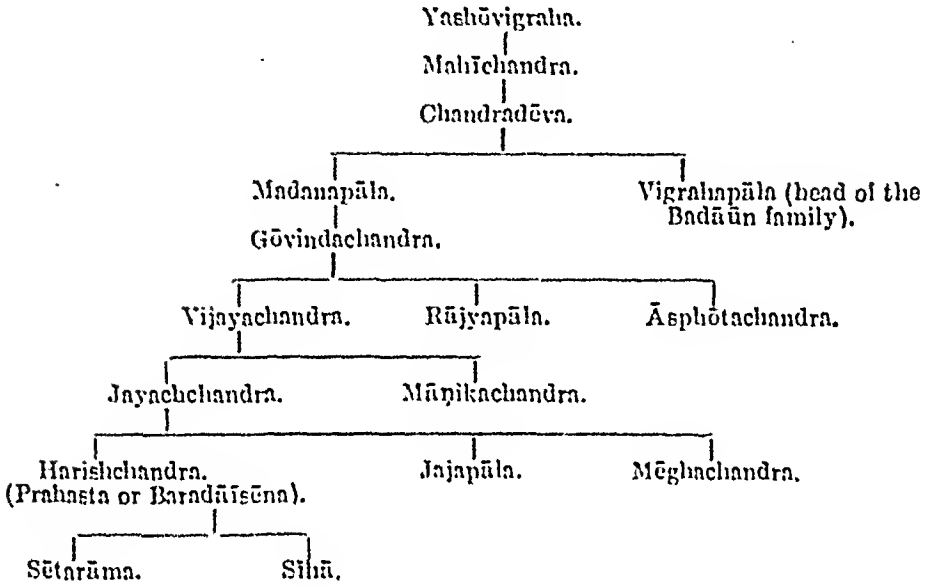 Yashōvigraha.
Mahīchandra.
Chandradēva.
Madanapāla. Vigrahapāla (head of the
Badāūn family).
Gōvindachandra.
Vijayachandra. Rājyapāla. Āsphōtachandra.
Jayachchandra. Māṇikachandra.
Harishchandra. Jajapāla. Mēghachandra.
(Prahasta or Baradāīsēna).
Sētarāma. Sīhā.